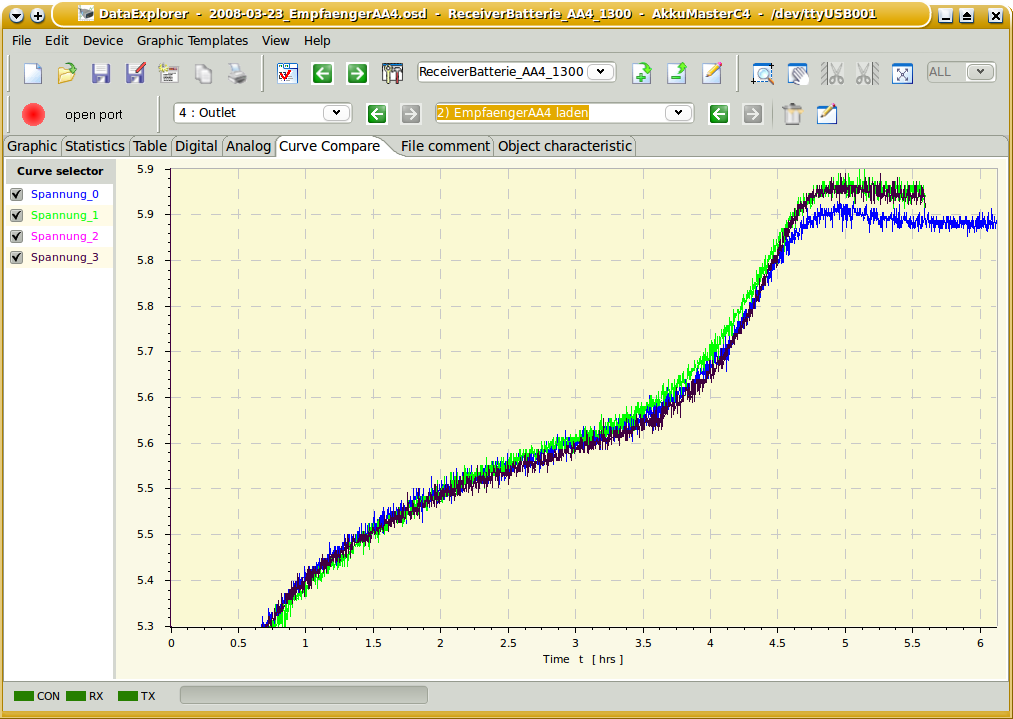 DataExplorer - 2008-03-23_EmpfaengerAA4.osd - ReceiverBatterie_AA4_1300 - AkkuMasterC4 - /dev/ttyUSB001
File Edit Device Graphic Templates View Help
ReceiverBatterie_AA4_1300 ALL
open port 4 : Outlet 2) EmpfaengerAA4 laden
Graphic Statistics Table Digital Analog Curve Compare File comment Object characteristic
Curve selector
Spannung_0
Spannung_1
Spannung_2
Spannung_3
5.9
5.9
5.8
5.8
5.7
5.6
5.6
5.5
5.5
5.4
5.3
0 0.5 1 1.5 2 2.5 3 3.5 4 4.5 5 5.5 6
Time t [ hrs ]
CON RX TX